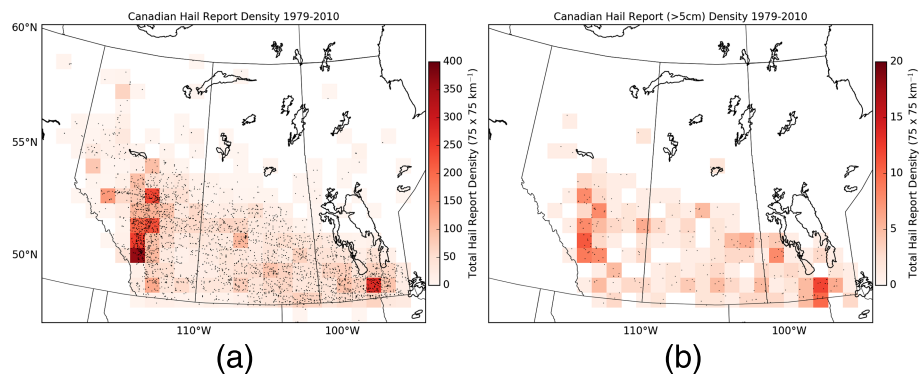 Canadian Hail Report Density 1979-2010
60°N
55°N
50°N
110°W
100°W
400
350
300
250
200
150
100
50
0
Total Hail Report Density (75 x 75 km⁻¹)
(a)
Canadian Hail Report (>5cm) Density 1979-2010
110°W
100°W
20
15
10
5
0
Total Hail Report Density (75 x 75 km⁻¹)
(b)